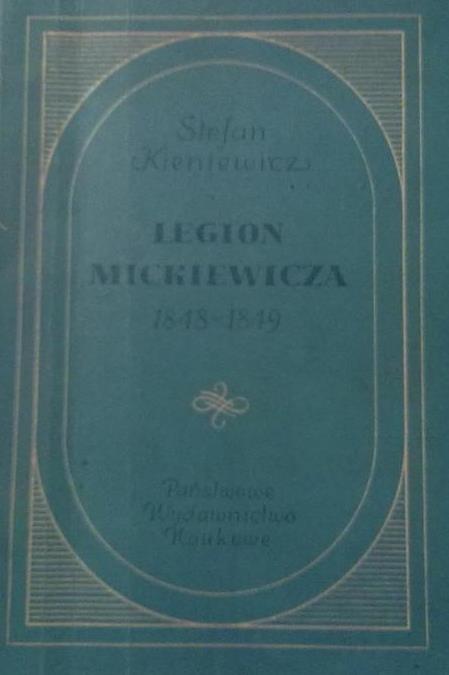 Stefan
Kieniewicz
LEGION
MICKIEWICZA
1848-1849
Państwowe
Wydawnictwo
Naukowe